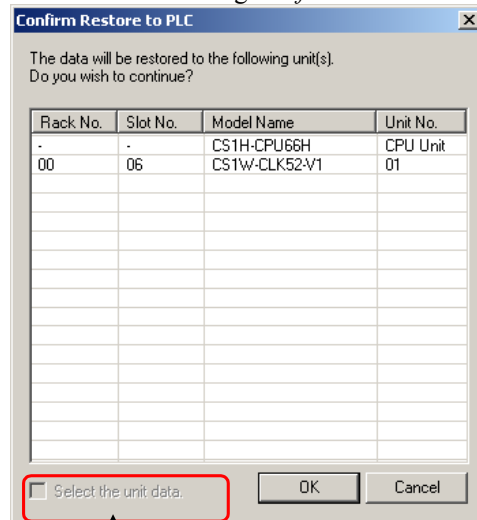 Confirm Restore to PLC
The data will be restored to the following unit(s).
Do you wish to continue?
Rack No. Slot No. Model Name Unit No.
- - CS1H-CPU66H CPU Unit
00 06 CS1W-CLK52-V1 01
Select the unit data. OK Cancel